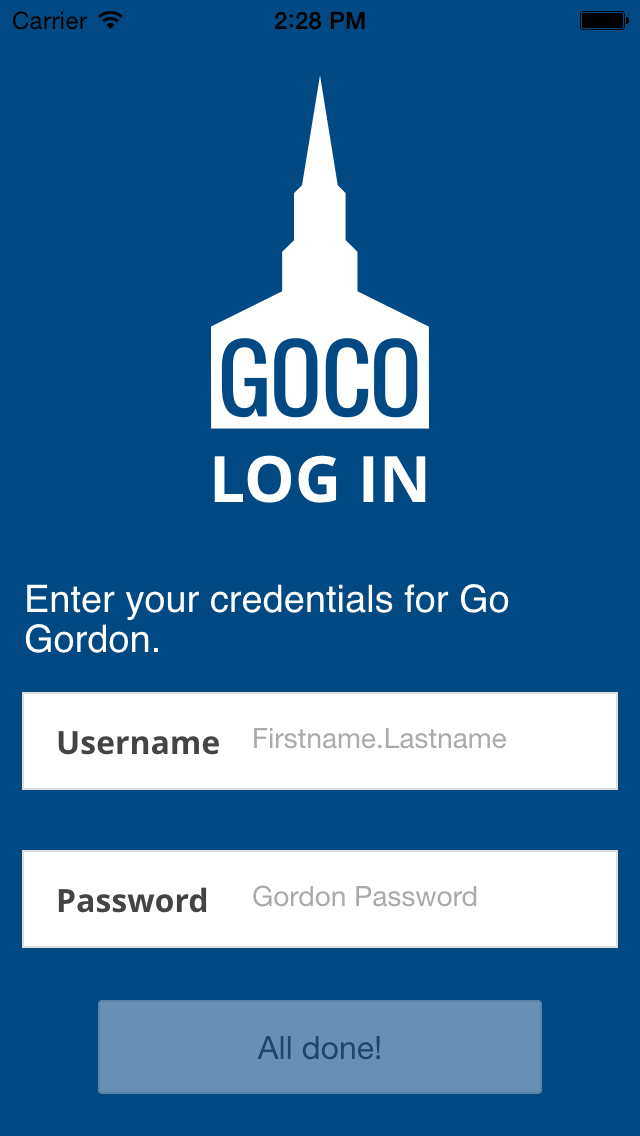 Carrier 2:28 PM
GOCO
LOG IN
Enter your credentials for Go
Gordon.
Username Firstname.Lastname
Password Gordon Password
All done!